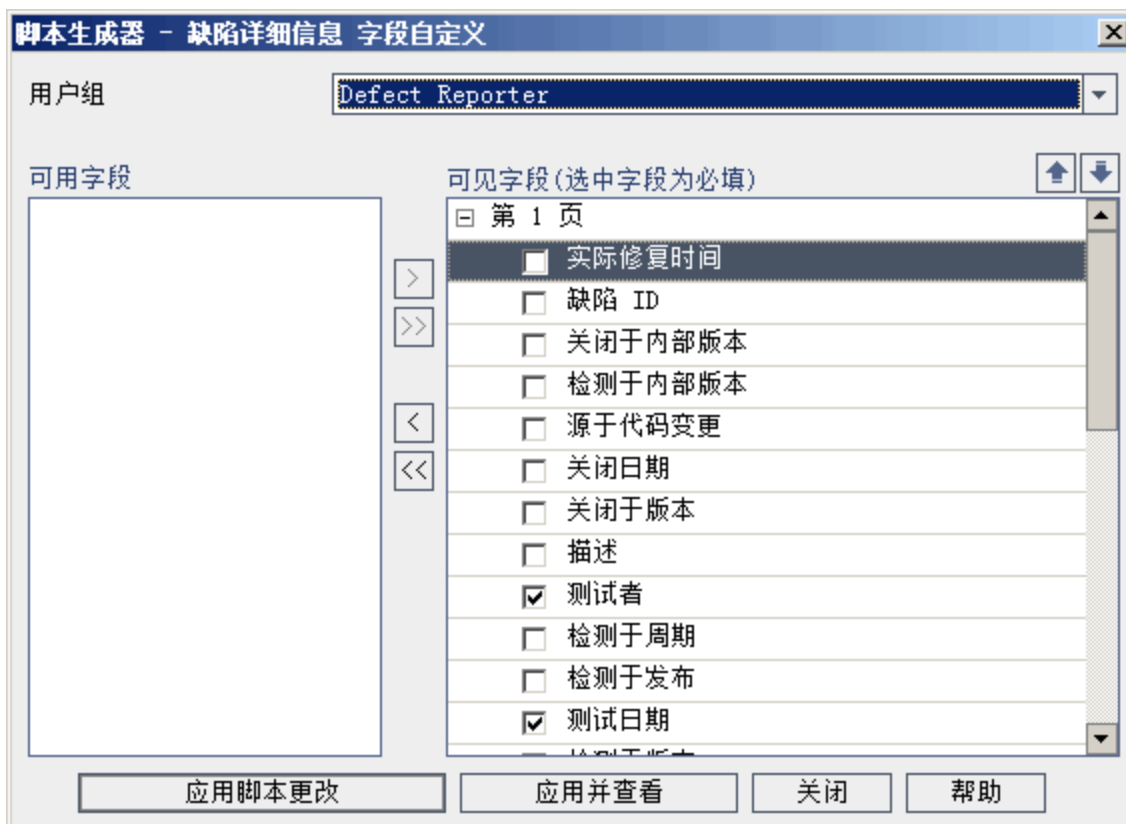 脚本生成器 - 缺陷详细信息 字段自定义
用户组
Defect Reporter
可用字段
可见字段(选中字段为必填)
第 1 页
实际修复时间
缺陷 ID
关闭于内部版本
检测于内部版本
源于代码变更
关闭日期
关闭于版本
描述
测试者
检测于周期
检测于发布
测试日期
>
>>
<
<<
应用脚本更改
应用并查看
关闭
帮助